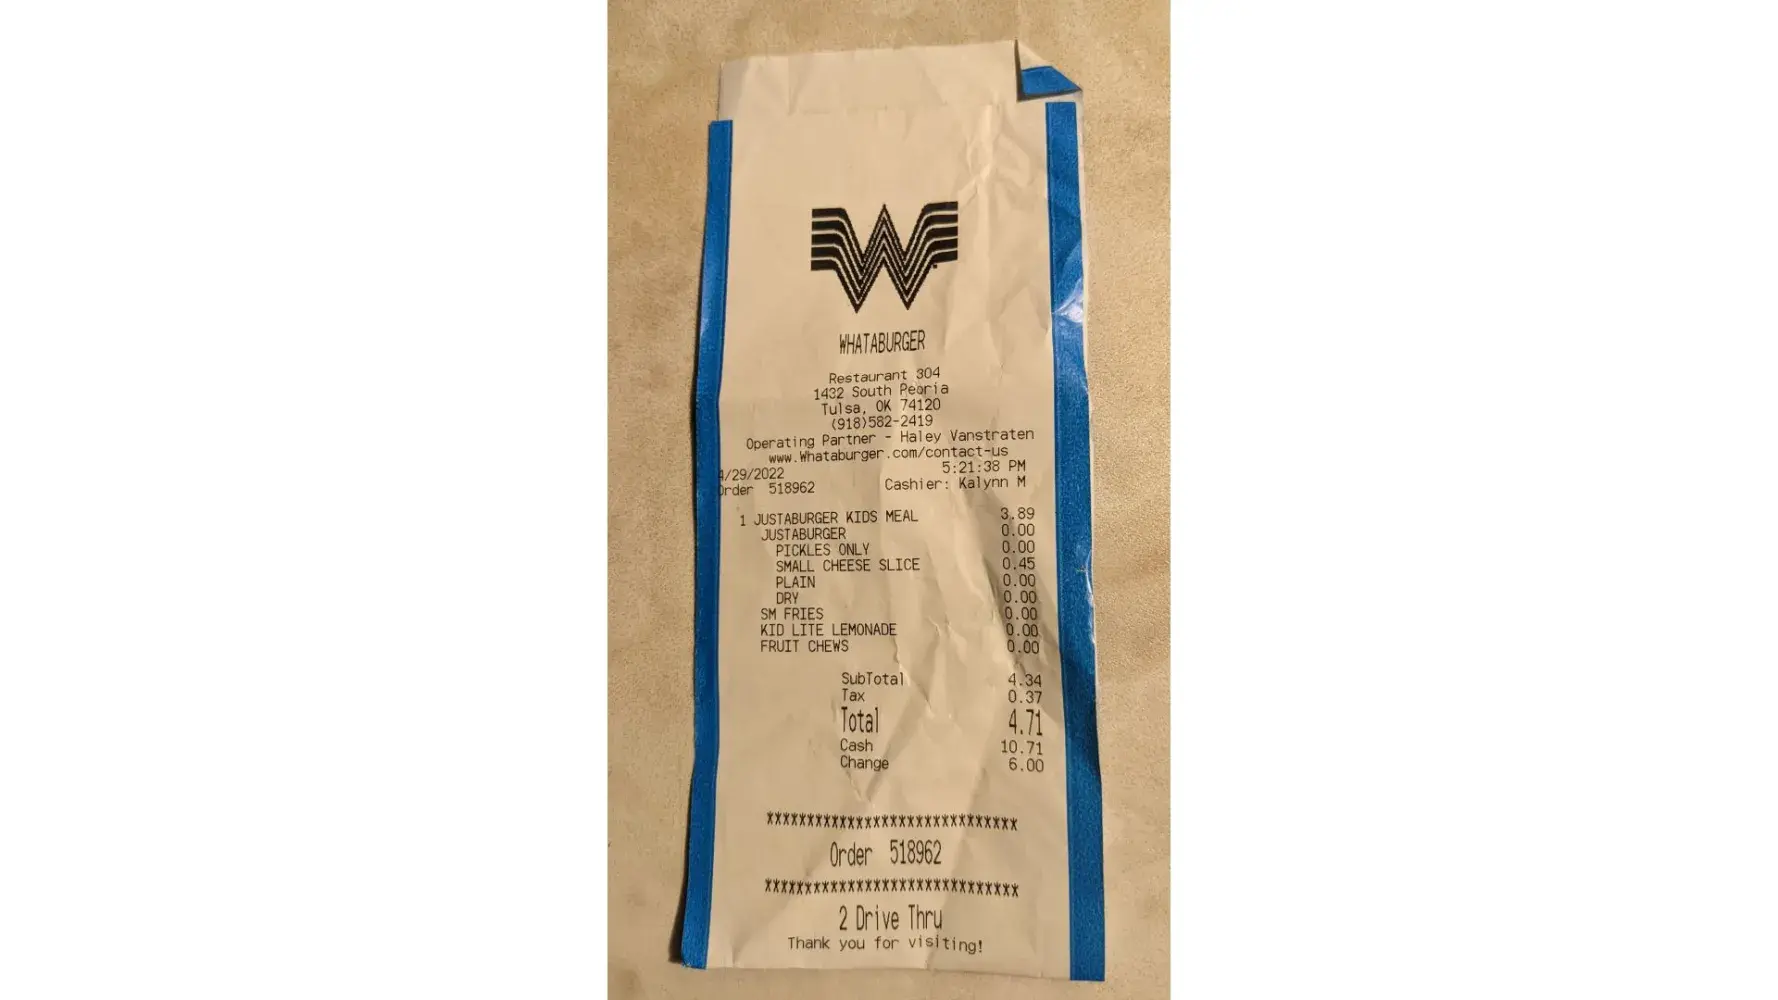 WHATABURGER
Restaurant 304
1432 South Peoria
Tulsa, OK 74120
(918)582-2419
Operating Partner - Haley Vanstraten
www.Whataburger.com/contact-us
4/29/2022 5:21:38 PM
Order 518962 Cashier: Kalynn M
1 JUSTABURGER KIDS MEAL 3.89
JUSTABURGER 0.00
PICKLES ONLY 0.00
SMALL CHEESE SLICE 0.45
PLAIN 0.00
DRY 0.00
SM FRIES 0.00
KID LITE LEMONADE 0.00
FRUIT CHEWS 0.00
SubTotal 4.34
Tax 0.37
Total 4.71
Cash 10.71
Change 6.00
*******************************
Order 518962
*******************************
2 Drive Thru
Thank you for visiting!